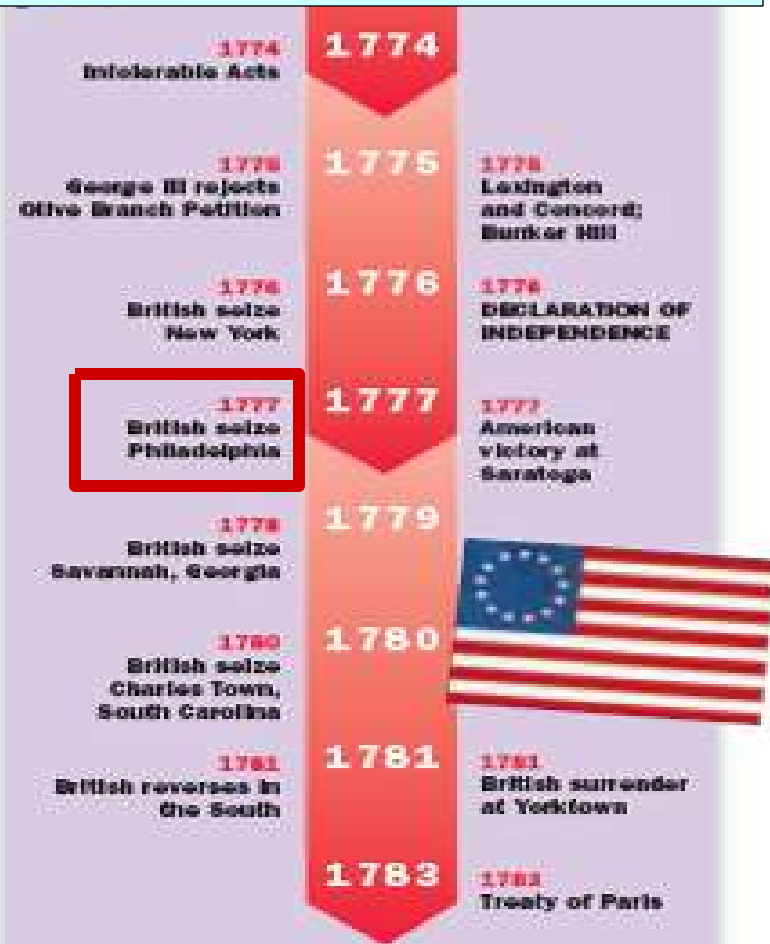 1774
1774
Intolerable Acts
1775
1775
George III rejects
Olive Branch Petition
1775
Lexington
and Concord;
Bunker Hill
1776
1776
British seize
New York
1776
DECLARATION OF
INDEPENDENCE
1777
1777
British seize
Philadelphia
1777
American
victory at
Saratoga
1779
1778
British seize
Savannah, Georgia
1780
1780
British seize
Charles Town,
South Carolina
1781
1781
British reverses in
the South
1781
British surrender
at Yorktown
1783
Treaty of Paris